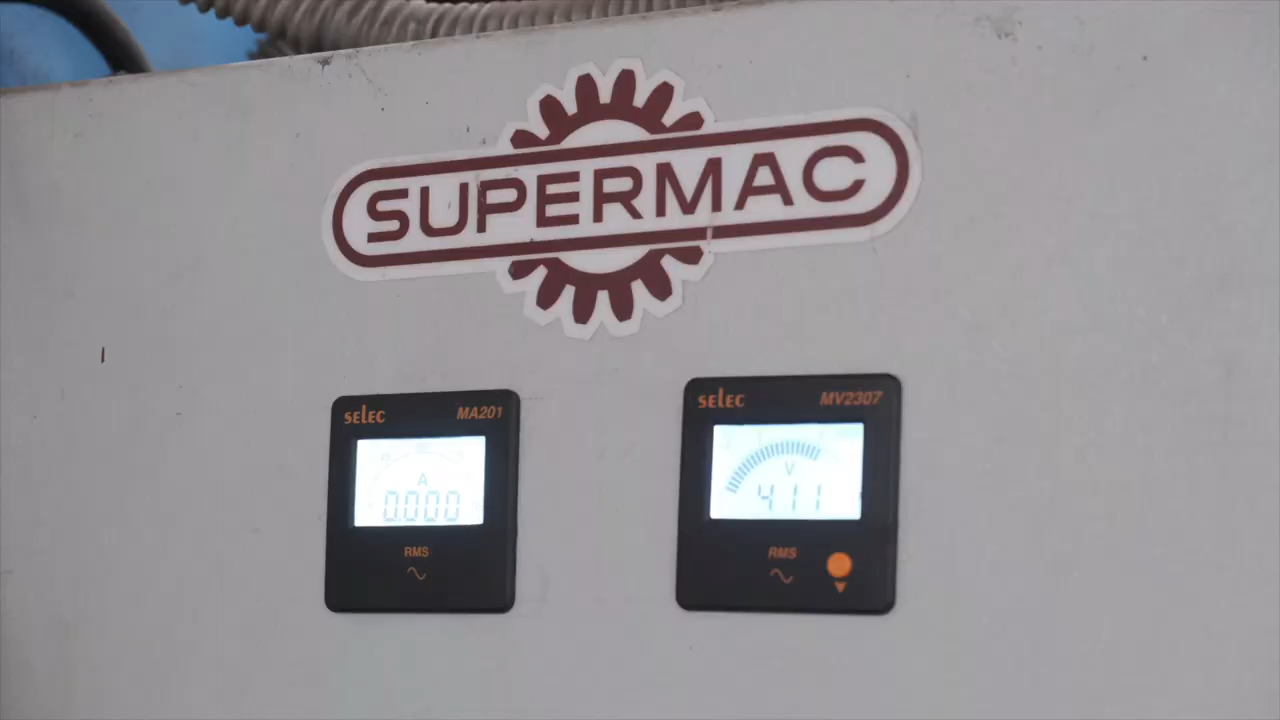 SUPERMAC
selec MA201
A
0.000
RMS
selec MV2307
V
411
RMS